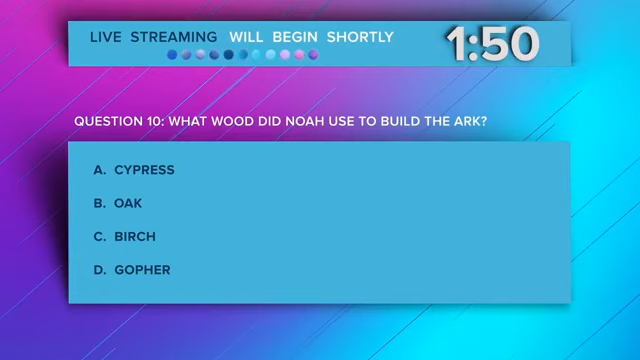 LIVE STREAMING WILL BEGIN SHORTLY
1:50
QUESTION 10: WHAT WOOD DID NOAH USE TO BUILD THE ARK?
A. CYPRESS
B. OAK
C. BIRCH
D. GOPHER